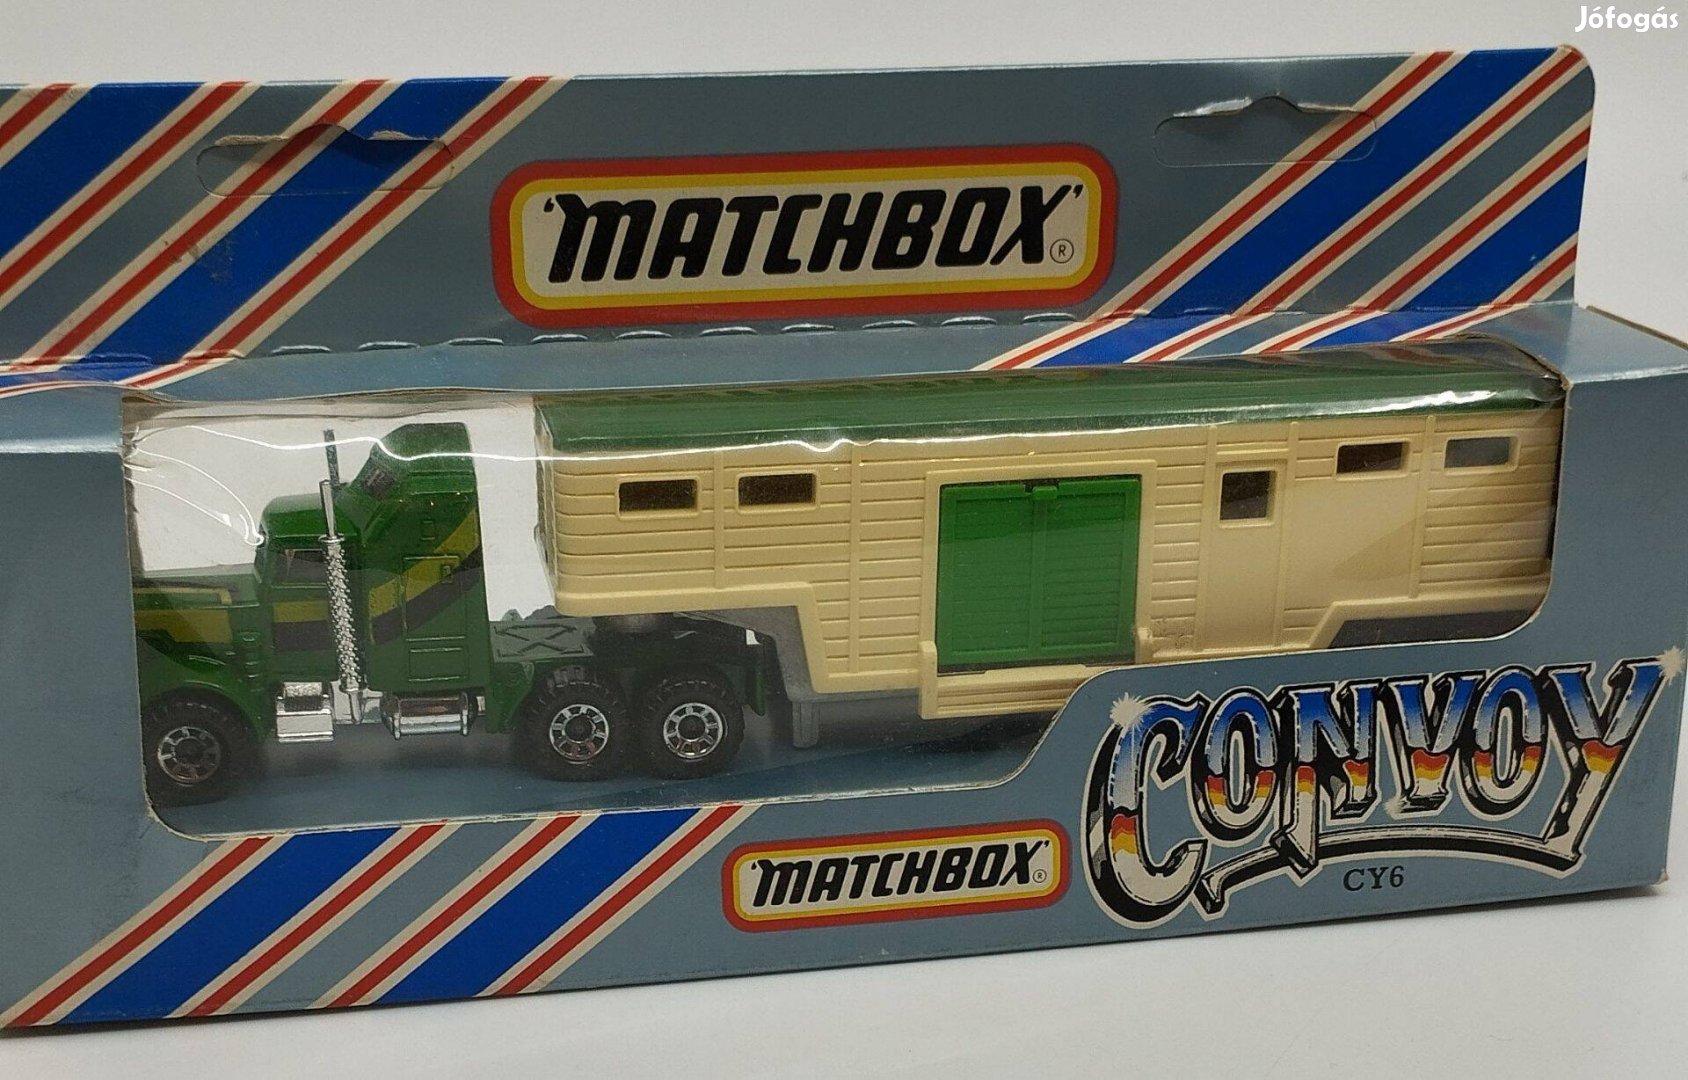 Jófogás
'MATCHBOX'
®
CONVOY
'MATCHBOX'
®
CY6